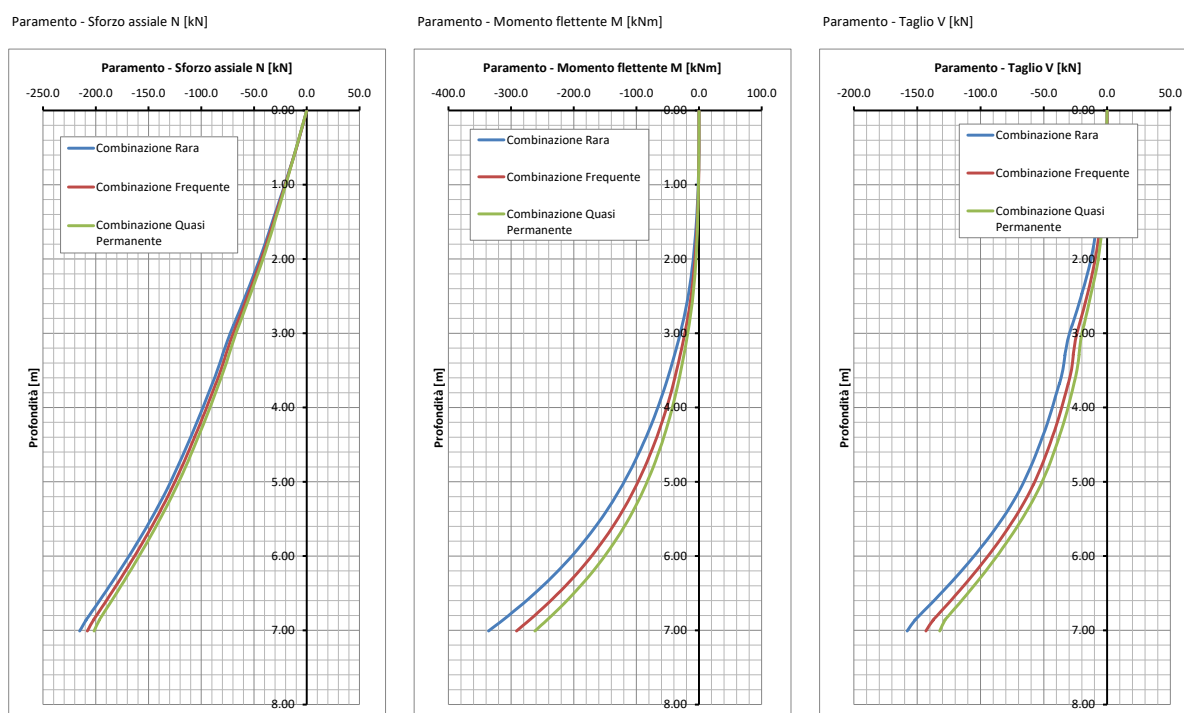 Paramento - Sforzo assiale N [kN]
Paramento - Momento flettente M [kNm]
Paramento - Taglio V [kN]
Paramento - Sforzo assiale N [kN]
-250.0 -200.0 -150.0 -100.0 -50.0 0.0 50.0
0.00
Combinazione Rara
1.00
Combinazione Frequente
Combinazione Quasi
Permanente
2.00
3.00
Profondità [m]
4.00
5.00
6.00
7.00
8.00
Paramento - Momento flettente M [kNm]
-400.0 -300.0 -200.0 -100.0 0.0 100.0
0.00
Combinazione Rara
1.00
Combinazione Frequente
Combinazione Quasi
Permanente
2.00
3.00
Profondità [m]
4.00
5.00
6.00
7.00
8.00
Paramento - Taglio V [kN]
-200.0 -150.0 -100.0 -50.0 0.0 50.0
0.00
Combinazione Rara
Combinazione Frequente
Combinazione Quasi
Permanente
2.00
3.00
Profondità [m]
4.00
5.00
6.00
7.00
8.00